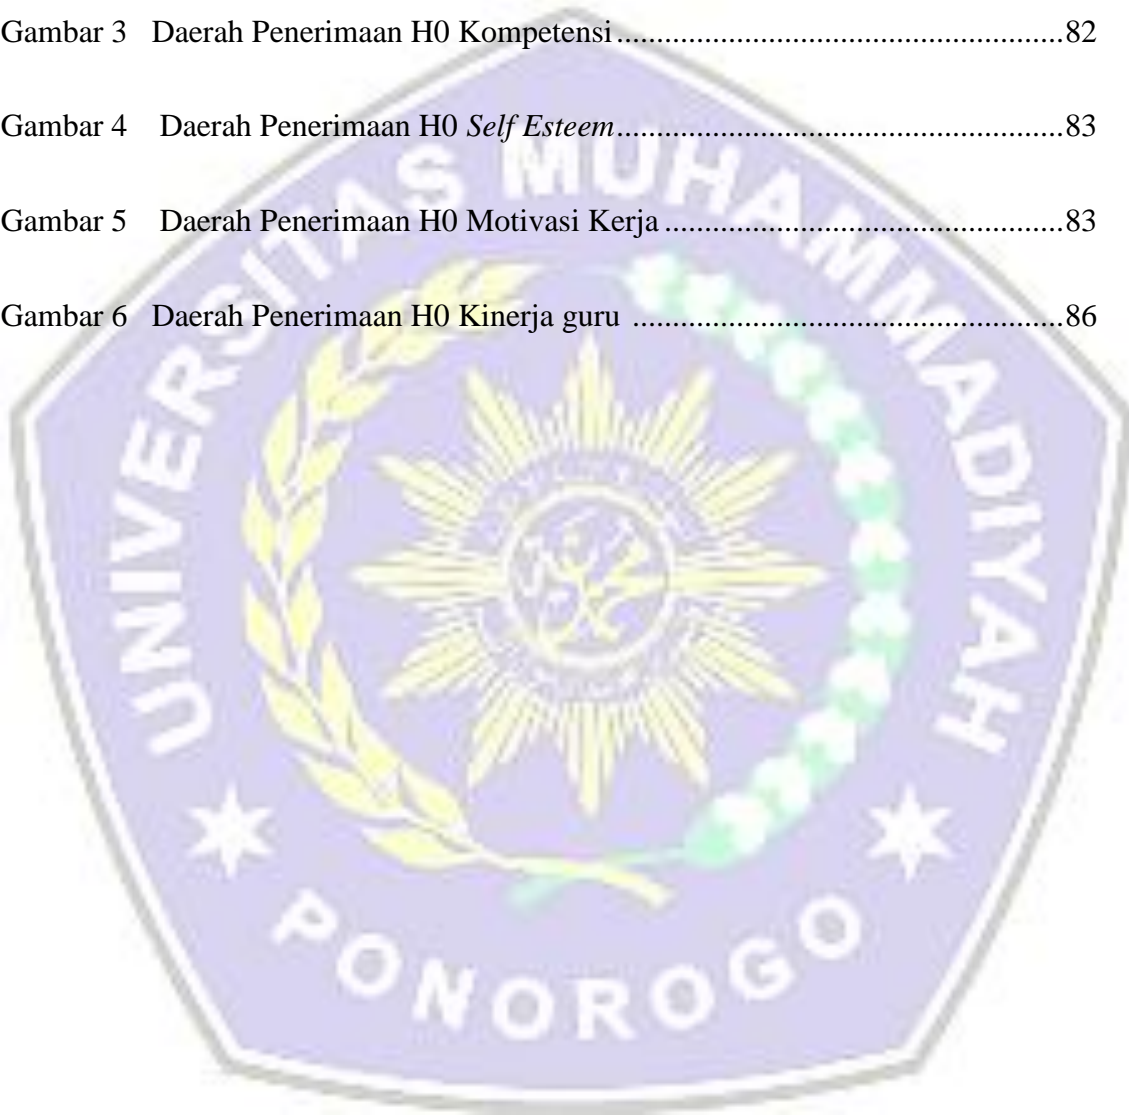 Gambar 3 Daerah Penerimaan H0 Kompetensi........................................................82
Gambar 4 Daerah Penerimaan H0 Self Esteem........................................................83
Gambar 5 Daerah Penerimaan H0 Motivasi Kerja..................................................83
Gambar 6 Daerah Penerimaan H0 Kinerja guru ......................................................86
UNIVERSITAS MUHAMMADIYAH
PONOROGO